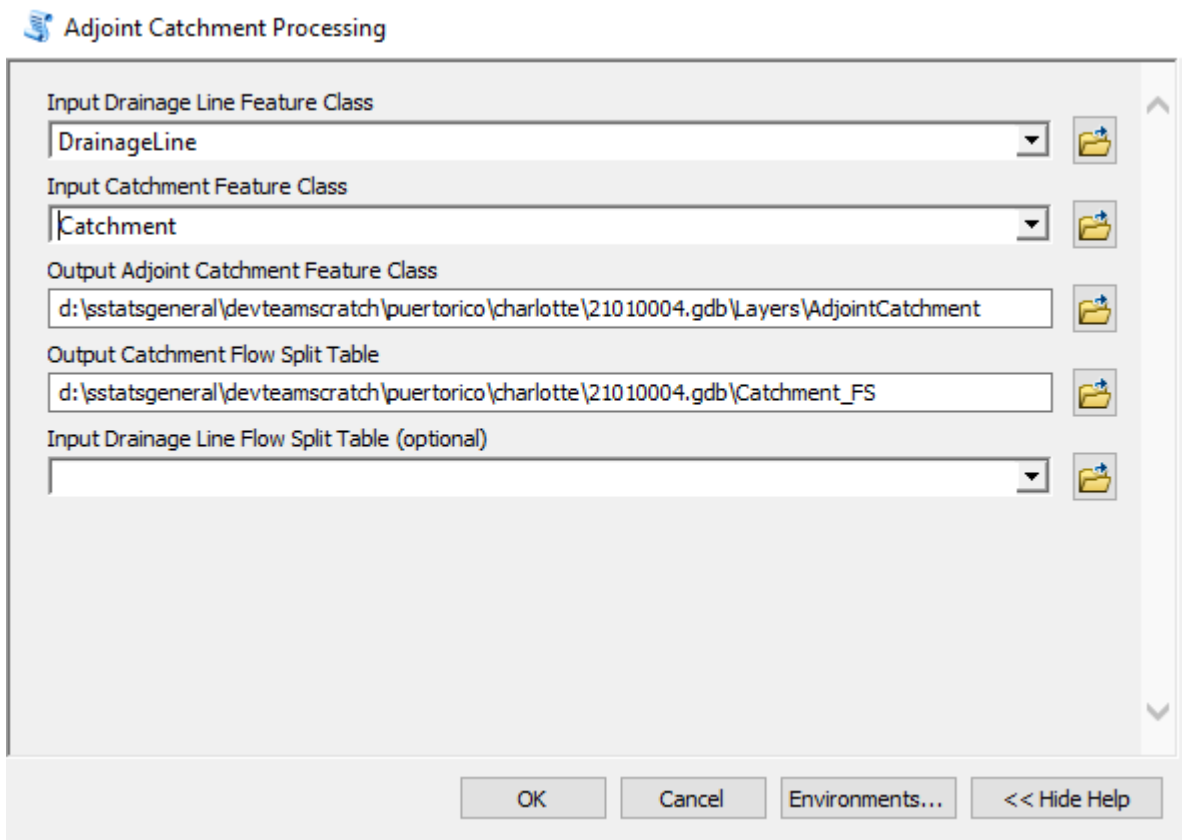 Adjoint Catchment Processing
Input Drainage Line Feature Class
DrainageLine
Input Catchment Feature Class
Catchment
Output Adjoint Catchment Feature Class
d:\sstatsgeneral\devteamscratch\puertorico\charlotte\21010004.gdb\Layers\AdjointCatchment
Output Catchment Flow Split Table
d:\sstatsgeneral\devteamscratch\puertorico\charlotte\21010004.gdb\Catchment_FS
Input Drainage Line Flow Split Table (optional)
OK Cancel Environments... << Hide Help